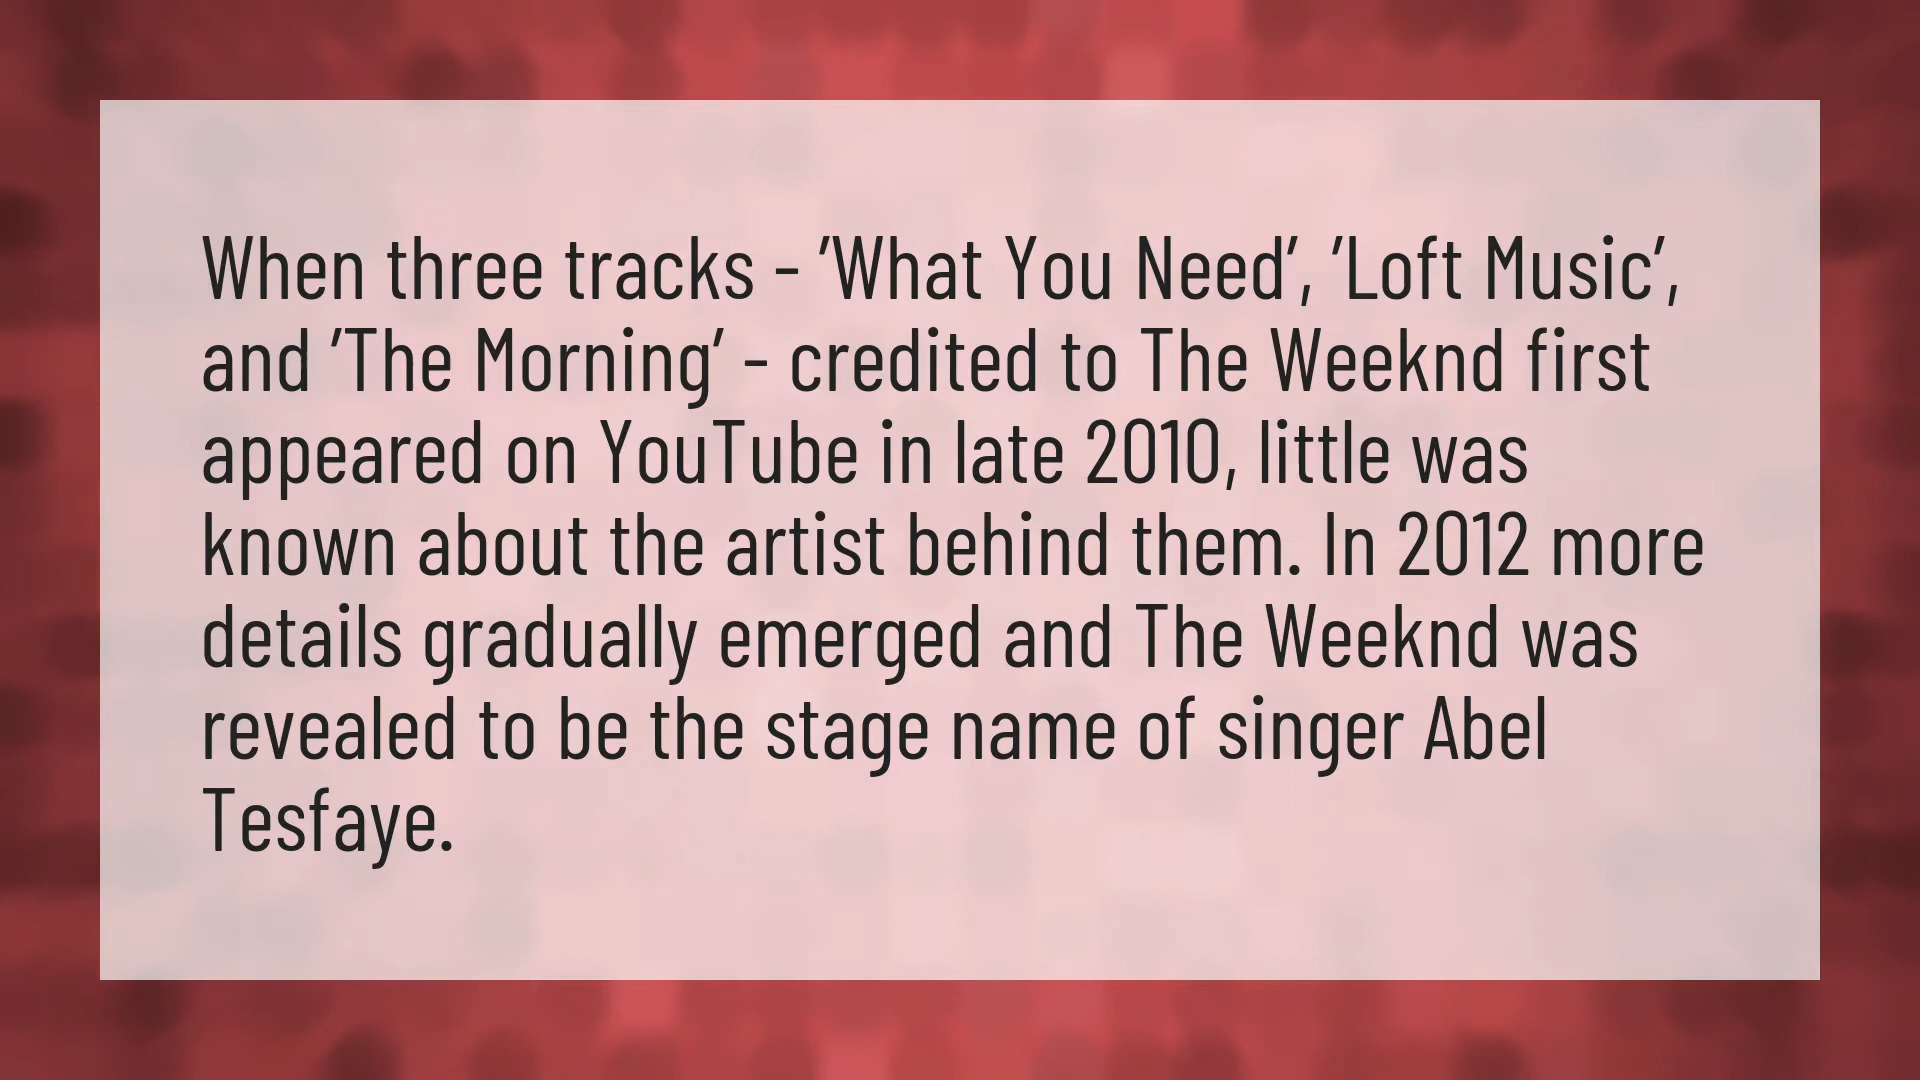 When three tracks - ’What You Need’, ’Loft Music’,
and ’The Morning’ - credited to The Weeknd first
appeared on YouTube in late 2010, little was
known about the artist behind them. In 2012 more
details gradually emerged and The Weeknd was
revealed to be the stage name of singer Abel
Tesfaye.